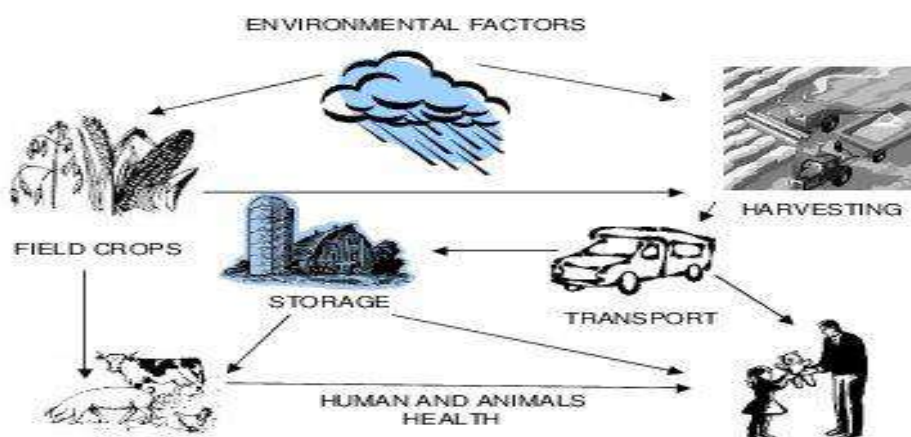 ENVIRONMENTAL FACTORS
HARVESTING
FIELD CROPS
STORAGE
TRANSPORT
HUMAN AND ANIMALS
HEALTH